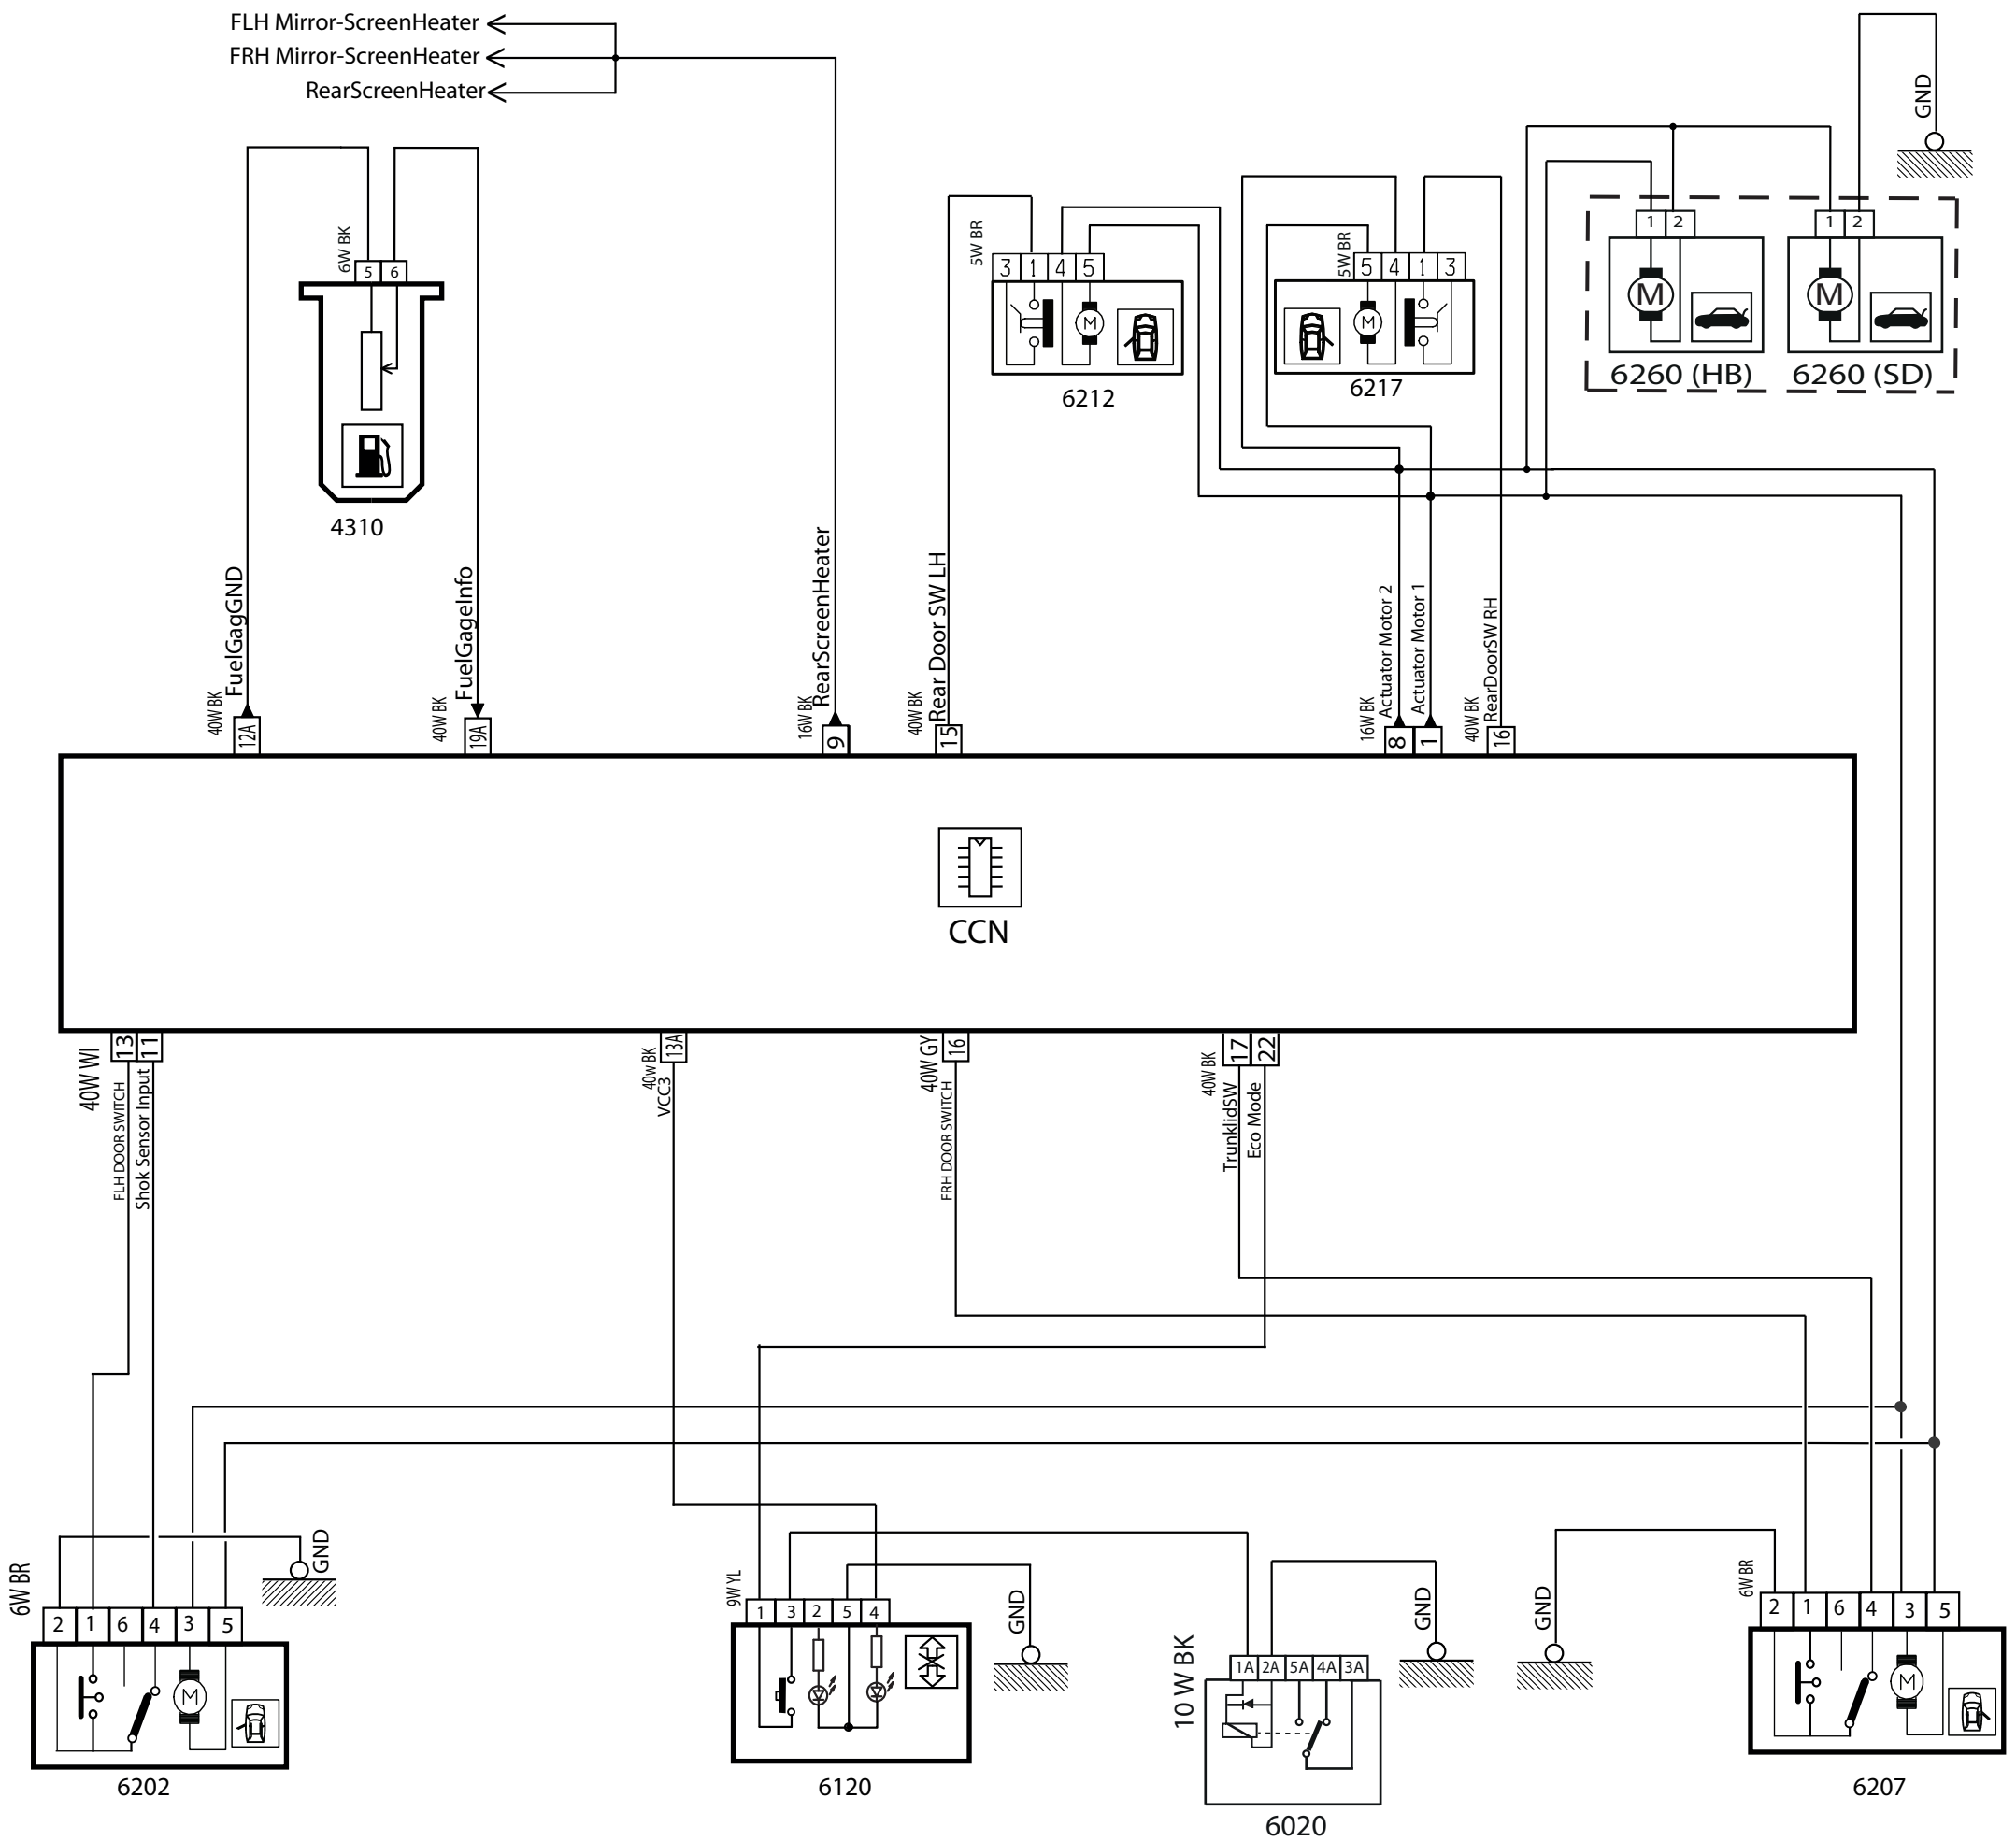 FLH Mirror-ScreenHeater
FRH Mirror-ScreenHeater
RearScreenHeater
GND
6W BK
5 6
5W BR
3 1 4 5
5W BR
5 4 1 3
1 2
1 2
M
M
M
M
6212
6217
6260 (HB)
6260 (SD)
4310
FuelGagGND
FuelGageInfo
RearScreenHeater
Rear Door SW LH
Actuator Motor 2
Actuator Motor 1
RearDoorSW RH
40W BK
12A
40W BK
19A
16W BK
9
40W BK
15
16W BK
8 1
40W BK
16
CCN
40W WI
13 11
FLH DOOR SWITCH
Shok Sensor Input
13A
40w BK
VCC3
40W GY
16
FRH DOOR SWITCH
40W BK
17 22
TrunklidSW
Eco Mode
GND
6W BR
2 1 6 4 3 5
M
6202
9W YL
1 3 2 5 4
GND
6120
10 W BK
1A 2A 5A 4A 3A
GND
6020
GND
6W BR
2 1 6 4 3 5
M
6207